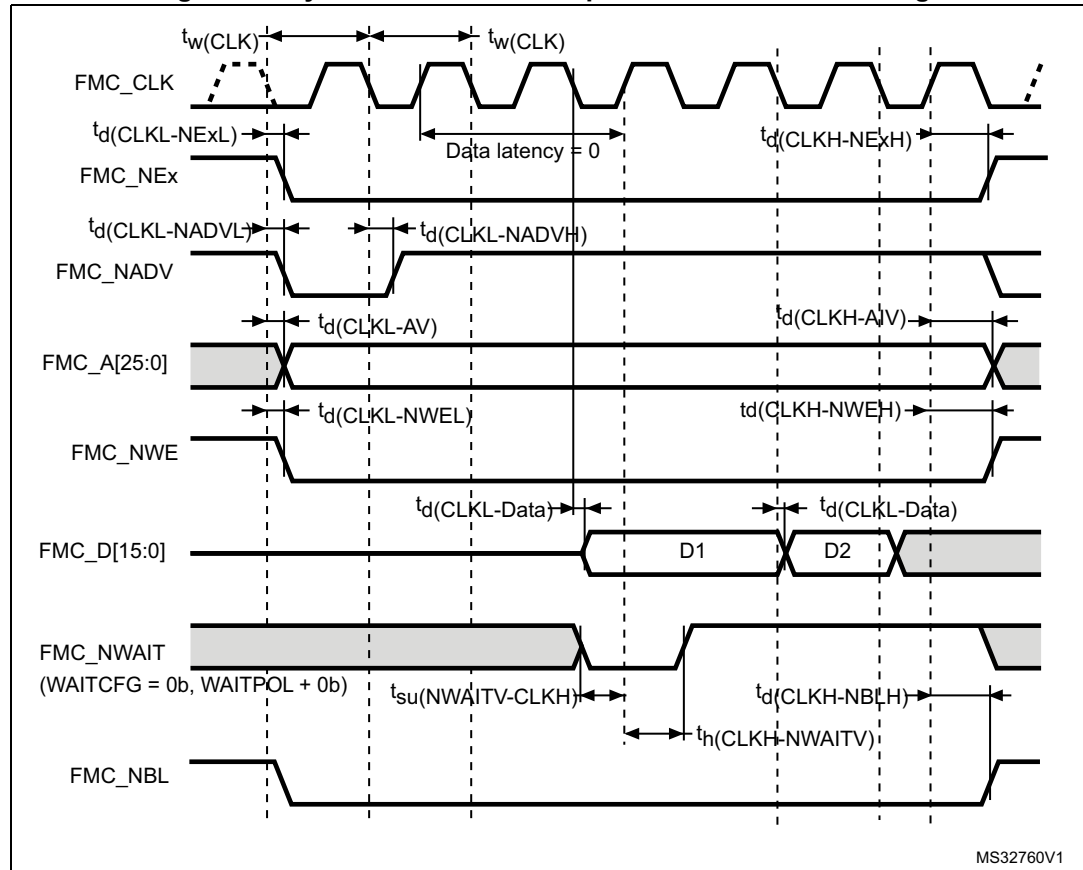 tw(CLK) tw(CLK)
FMC_CLK
td(CLKL-NExL) Data latency = 0 td(CLKH-NExH)
FMC_NEx
td(CLKL-NADVL) td(CLKL-NADVH)
FMC_NADV
td(CLKL-AV) td(CLKH-AIV)
FMC_A[25:0]
td(CLKL-NWEL) td(CLKH-NWEH)
FMC_NWE
td(CLKL-Data) td(CLKL-Data)
FMC_D[15:0] D1 D2
FMC_NWAIT
(WAITCFG = 0b, WAITPOL + 0b)
tsu(NWAITV-CLKH) td(CLKH-NBLH)
th(CLKH-NWAITV)
FMC_NBL
MS32760V1